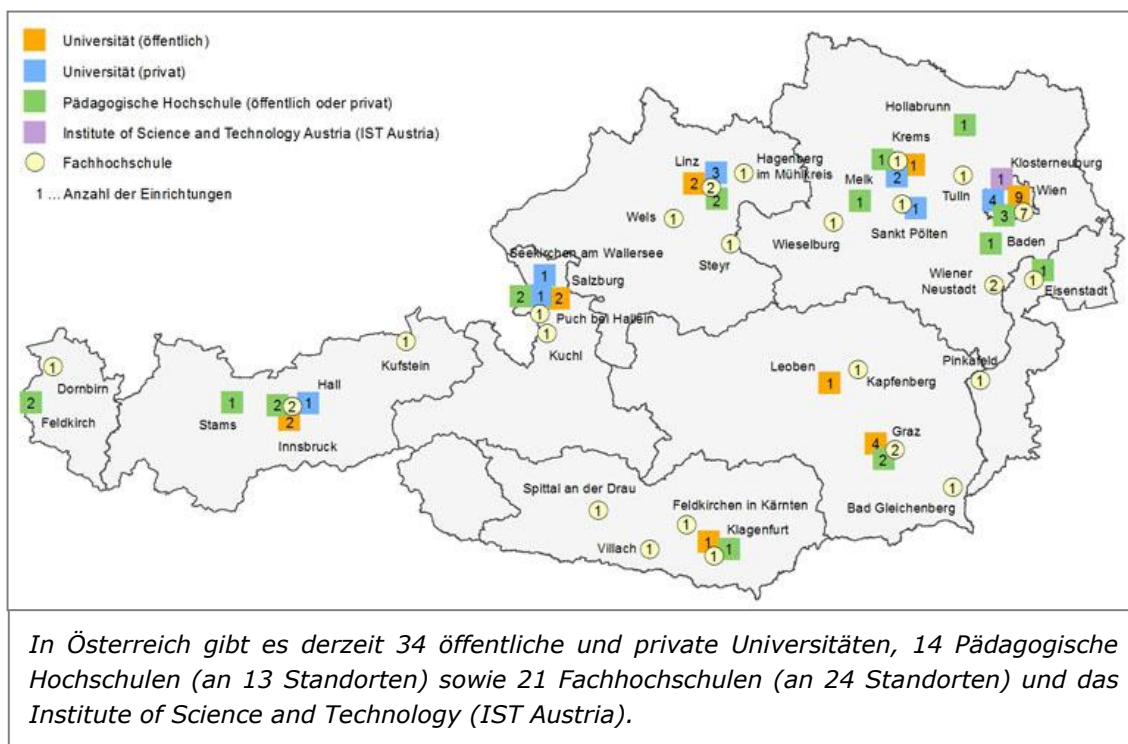 Universität (öffentlich)
Universität (privat)
Pädagogische Hochschule (öffentlich oder privat)
Institute of Science and Technology Austria (IST Austria)
Fachhochschule
1 ... Anzahl der Einrichtungen
Hollabrunn
1
Krems
1
1
1
2
Klosterneuburg
1
Linz
3
2
2
2
Hagenberg
im Mühlkreis
1
Melk
1
Tulln
1
Wien
4
9
3
7
Wels
1
Sankt Pölten
1
1
Wieselburg
1
Steyr
1
Baden
1
Seekirchen am Wallersee
1
Salzburg
2
1
2
Wiener
Neustadt
2
Eisenstadt
1
1
Puch bei Hallein
1
Kuchl
1
Kufstein
1
Dornbirn
1
Feldkirch
2
Stams
1
Hall
1
Innsbruck
2
2
2
Leoben
1
Kapfenberg
1
Pinkafeld
1
Graz
4
2
2
Bad Gleichenberg
1
Spittal an der Drau
1
Feldkirchen in Kärnten
1
Villach
1
Klagenfurt
1
1
1
In Österreich gibt es derzeit 34 öffentliche und private Universitäten, 14 Pädagogische
Hochschulen (an 13 Standorten) sowie 21 Fachhochschulen (an 24 Standorten) und das
Institute of Science and Technology (IST Austria).